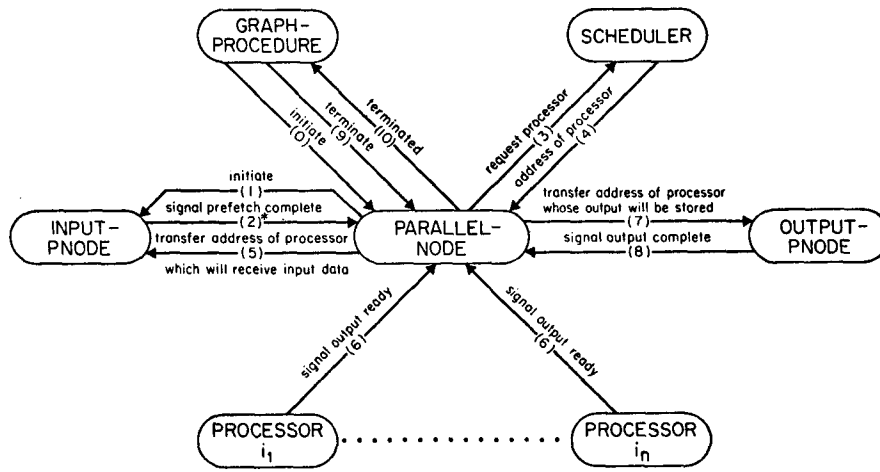 GRAPH-
PROCEDURE
SCHEDULER
initiate
(0)
terminate
(9)
terminated
(10)
request processor
(3)
address of processor
(4)
initiate
(1)
signal prefetch complete
(2)*
transfer address of processor
(5)
which will receive input data
INPUT-
PNODE
PARALLEL-
NODE
transfer address of processor
whose output will be stored
(7)
signal output complete
(8)
OUTPUT-
PNODE
signal output ready
(6)
signal output ready
(6)
PROCESSOR
i1
PROCESSOR
in